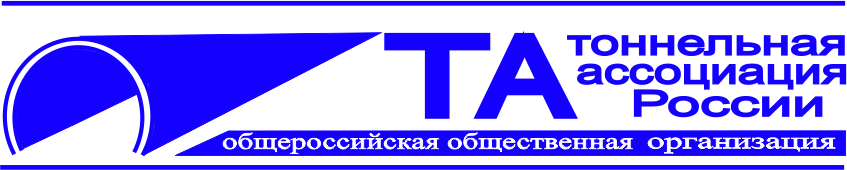 ТА
тоннельная
ассоциация
России
общероссийская общественная организация